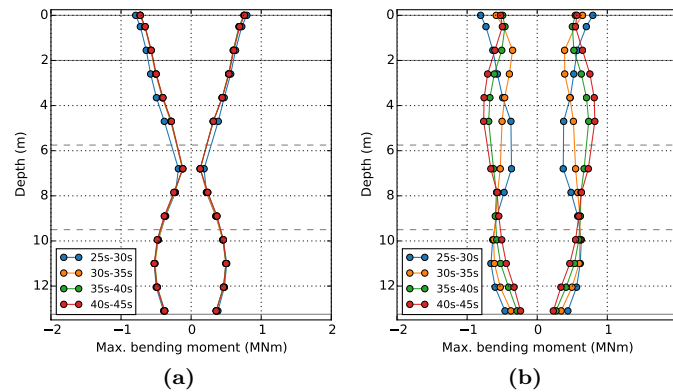 0
2
4
6
8
10
12
Depth (m)
25s-30s
30s-35s
35s-40s
40s-45s
−2 −1 0 1 2
Max. bending moment (MNm)
(a)
0
2
4
6
8
10
12
Depth (m)
25s-30s
30s-35s
35s-40s
40s-45s
−2 −1 0 1
Max. bending moment (MNm)
(b)